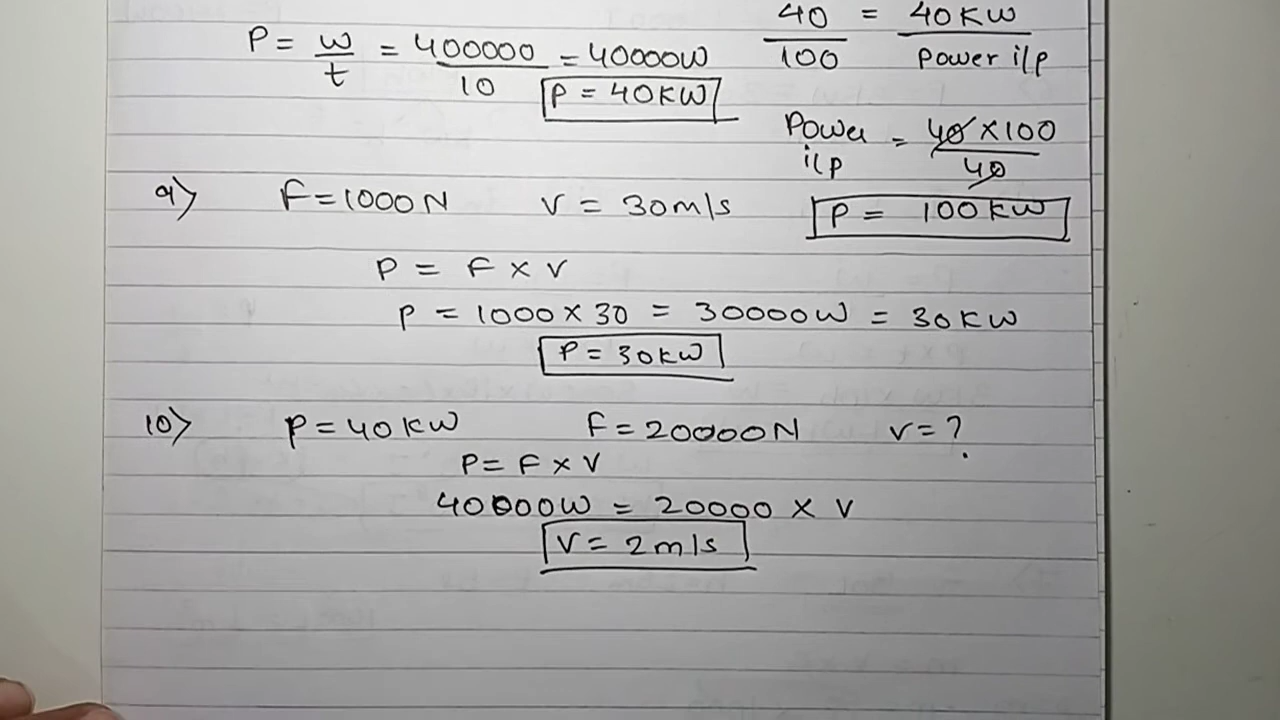 P = W/t = 400000/10 = 40000W
P = 40KW
40/100 = 40KW/Power i/p
Power i/p = 40 × 100/40
P = 100KW
9) F = 1000N V = 30m/s
P = F × V
P = 1000 × 30 = 30000W = 30KW
P = 30KW
10) P = 40KW F = 20000N V = ?
P = F × V
40000W = 20000 × V
V = 2m/s